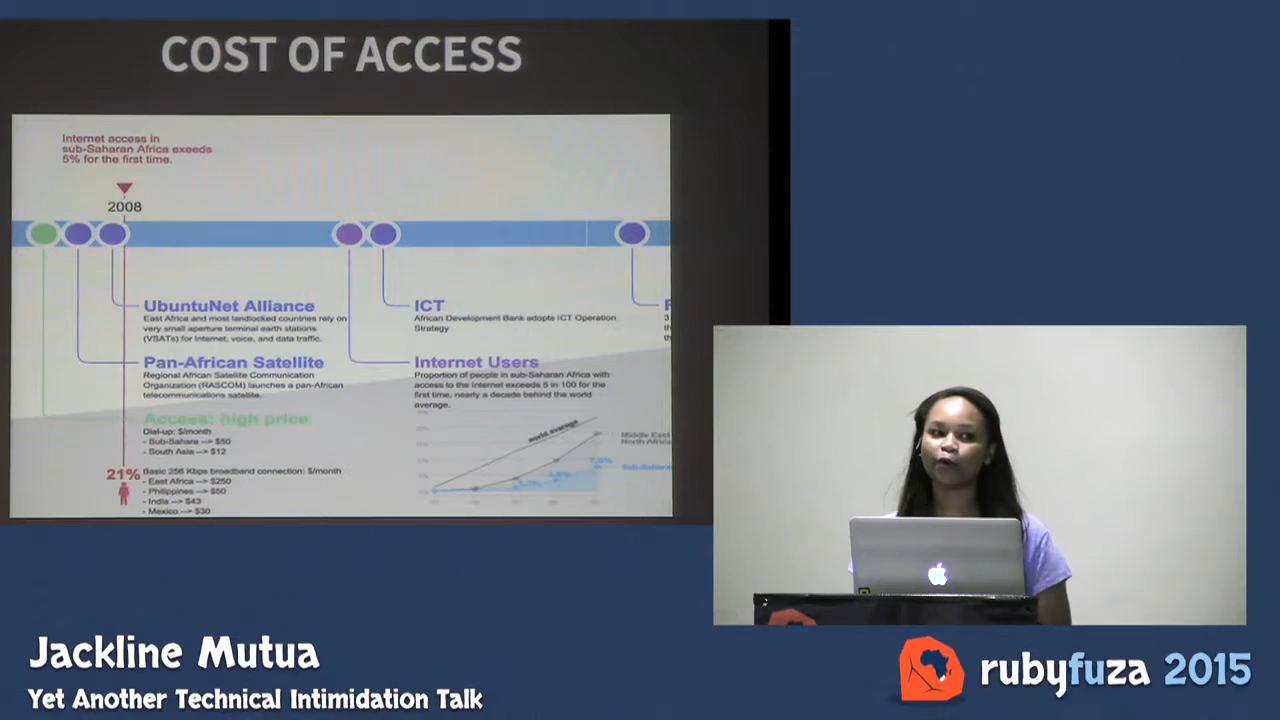 COST OF ACCESS
Internet access in
sub-Saharan Africa exeeds
5% for the first time.
2008
UbuntuNet Alliance
East Africa and most landlocked countries rely on
very small aperture terminal earth stations
(VSATs) for Internet, voice, and data traffic.
Pan-African Satellite
Regional African Satellite Communication
Organization (RASCOM) launches a pan-African
telecommunications satellite.
Access: high price
Dial-up: $/month
- Sub-Sahara --> $50
- South Asia --> $12
21%
Basic 256 Kbps broadband connection: $/month
- East Africa --> $250
- Philippines --> $50
- India --> $43
- Mexico --> $30
ICT
African Development Bank adopts ICT Operation
Strategy
Internet Users
Proportion of people in sub-Saharan Africa with
access to the Internet exceeds 5 in 100 for the
first time, nearly a decade behind the world
average.
world average
Middle East
North Africa
Sub-Sahara
F
3
th
th
Jackline Mutua
Yet Another Technical Intimidation Talk
rubyfuza 2015